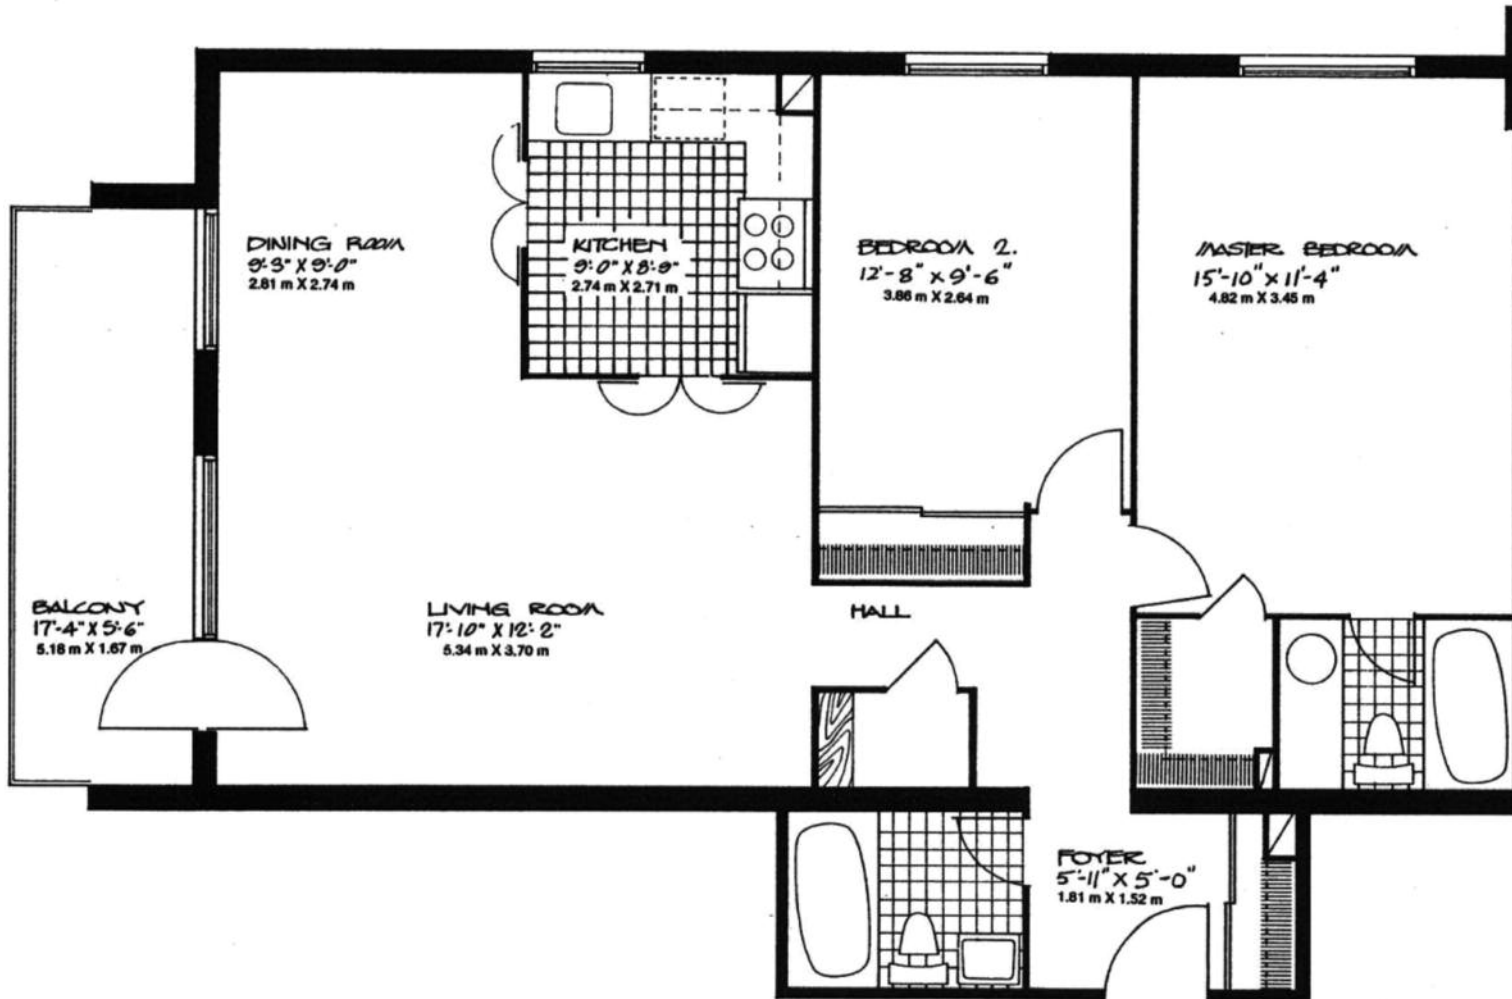 DINING ROOM
9'-3" X 9'-0"
2.81 m X 2.74 m
KITCHEN
9'-0" X 8'-9"
2.74 m X 2.71 m
BEDROOM 2.
12'-8" x 9'-6"
3.86 m X 2.64 m
MASTER BEDROOM
15'-10" x 11'-4"
4.82 m X 3.45 m
BALCONY
17'-4" X 5'-6"
5.18 m X 1.67 m
LIVING ROOM
17'-10" X 12'-2"
5.34 m X 3.70 m
HALL
FOYER
5'-11" X 5'-0"
1.81 m X 1.52 m